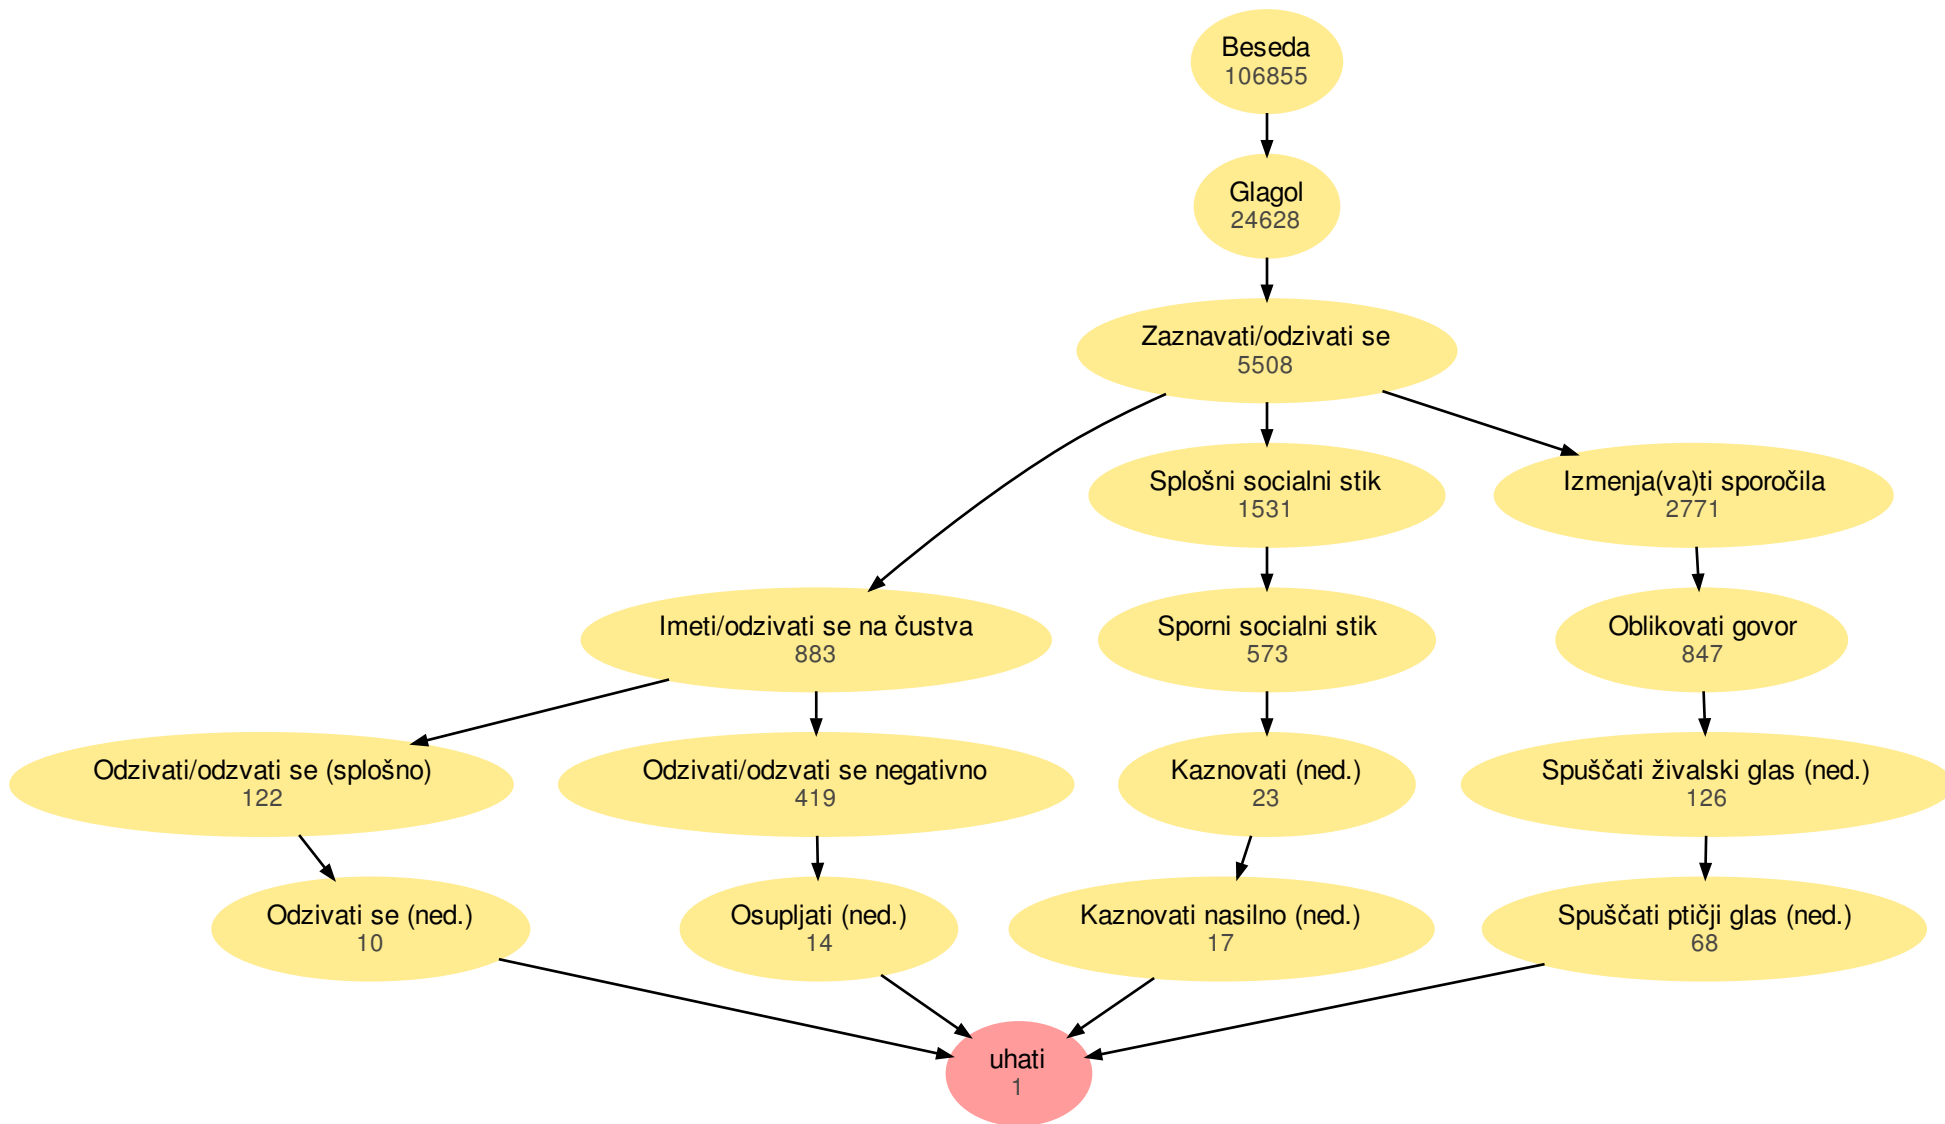 Beseda
106855
Glagol
24628
Zaznavati/odzivati se
5508
Splošni socialni stik
1531
Izmenja(va)ti sporočila
2771
Imeti/odzivati se na čustva
883
Sporni socialni stik
573
Oblikovati govor
847
Odzivati/odzvati se (splošno)
122
Odzivati/odzvati se negativno
419
Kaznovati (ned.)
23
Spuščati živalski glas (ned.)
126
Odzivati se (ned.)
10
Osupljati (ned.)
14
Kaznovati nasilno (ned.)
17
Spuščati ptičji glas (ned.)
68
uhati
1